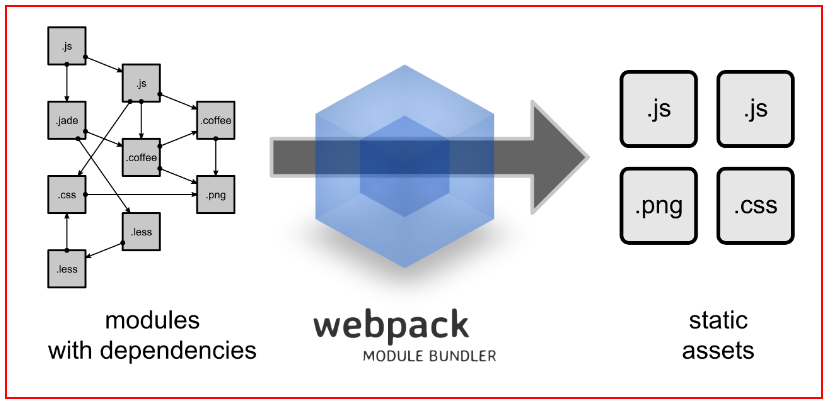 .js
.js
.jade
.coffee
.coffee
.css
.png
.less
.less
modules
with dependencies
webpack
MODULE BUNDLER
.js
.js
.png
.css
static
assets